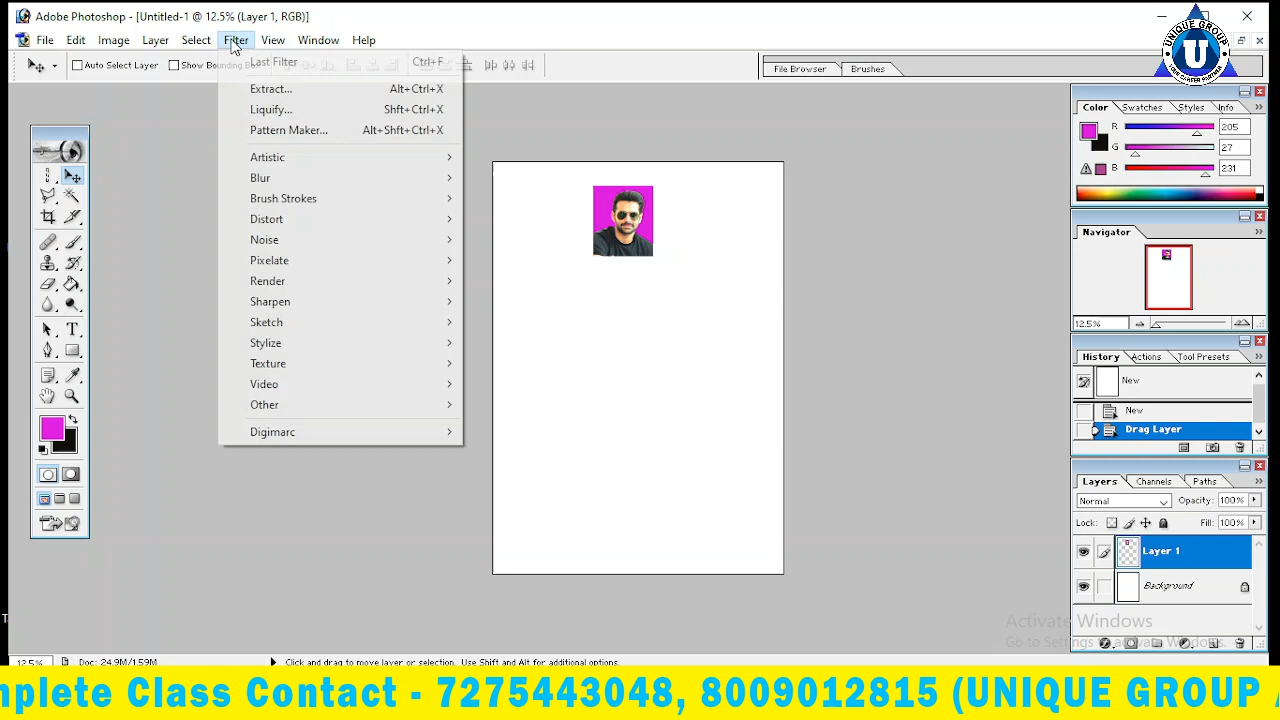 Adobe Photoshop - [Untitled-1 @ 12.5% (Layer 1, RGB)]
File Edit Image Layer Select Filter View Window Help
Auto Select Layer Show Bounding
File Browser Brushes
UNIQUE GROUP
U
YOUR CAREER PARTNER
Last Filter Ctrl+F
Extract... Alt+Ctrl+X
Liquify... Shft+Ctrl+X
Pattern Maker... Alt+Shft+Ctrl+X
Artistic
Blur
Brush Strokes
Distort
Noise
Pixelate
Render
Sharpen
Sketch
Stylize
Texture
Video
Other
Digimarc
Color Swatches Styles Info
R 205
G 27
B 231
Navigator
12.5%
History Actions Tool Presets
New
New
Drag Layer
Layers Channels Paths
Normal Opacity: 100%
Lock: Fill: 100%
Layer 1
Background
Activate Windows
Go to Settings to activate Windows.
12.5% Doc: 24.9M/1.59M Click and drag to move layer or selection. Use Shift and Alt for additional options.
mplete Class Contact - 7275443048, 8009012815 (UNIQUE GROUP